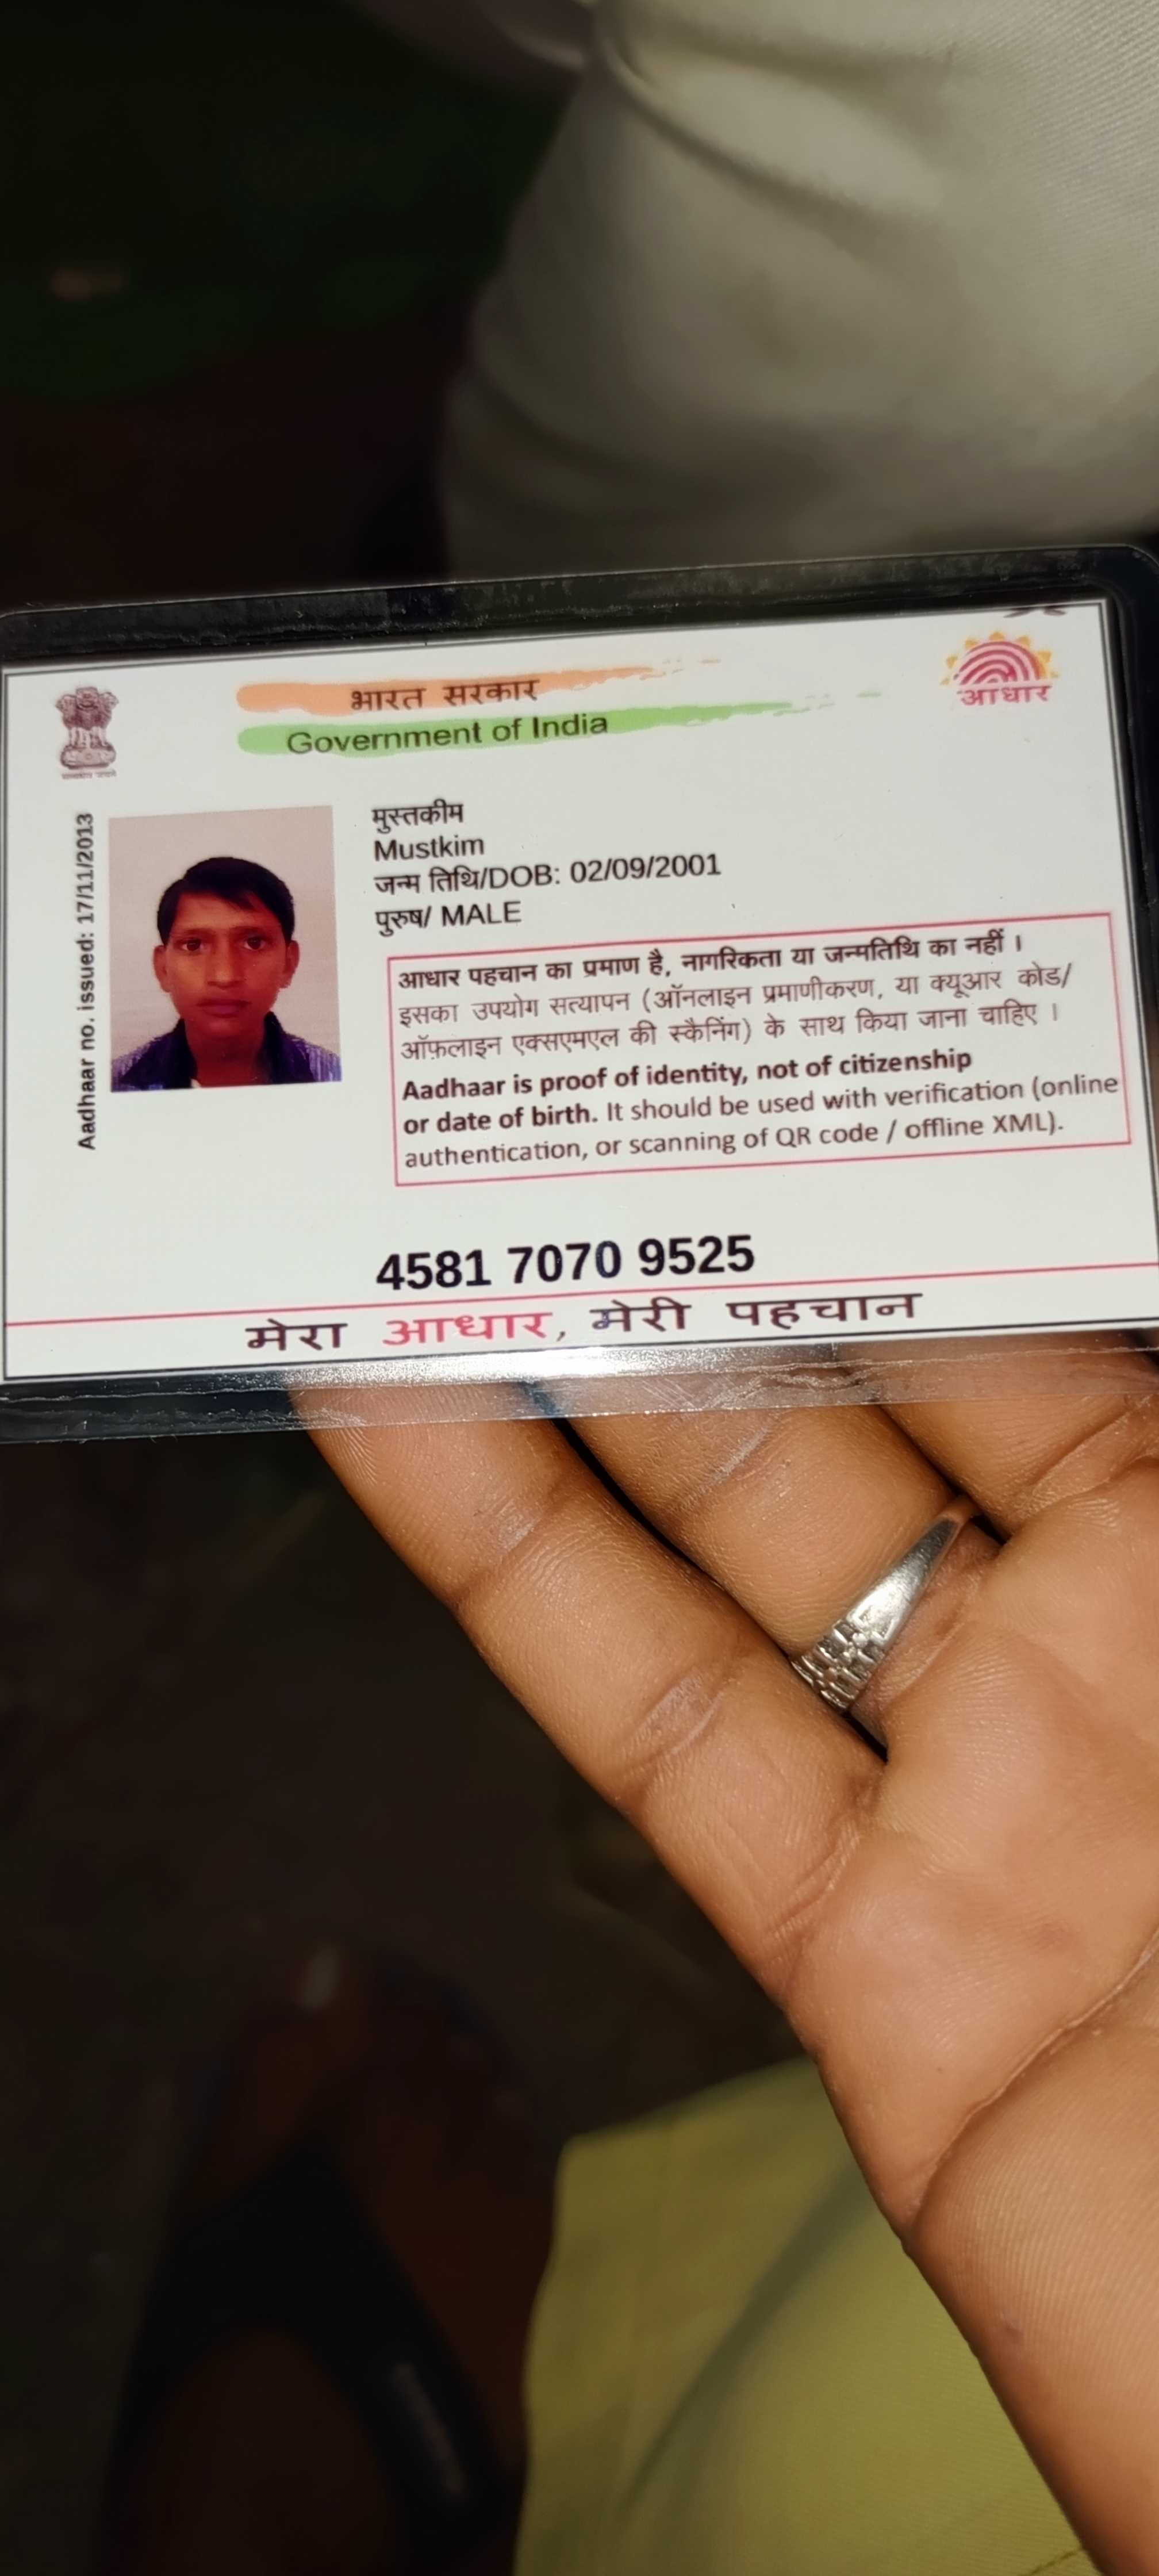 भारत सरकार
Government of India
आधार
Aadhaar no. issued: 17/11/2013
मुस्तकीम
Mustkim
जन्म तिथि/DOB: 02/09/2001
पुरुष/ MALE
आधार पहचान का प्रमाण है, नागरिकता या जन्मतिथि का नहीं ।
इसका उपयोग सत्यापन (ऑनलाइन प्रमाणीकरण, या क्यूआर कोड/
ऑफ़लाइन एक्सएमएल की स्कैनिंग) के साथ किया जाना चाहिए ।
Aadhaar is proof of identity, not of citizenship
or date of birth. It should be used with verification (online
authentication, or scanning of QR code / offline XML).
4581 7070 9525
मेरा आधार, मेरी पहचान